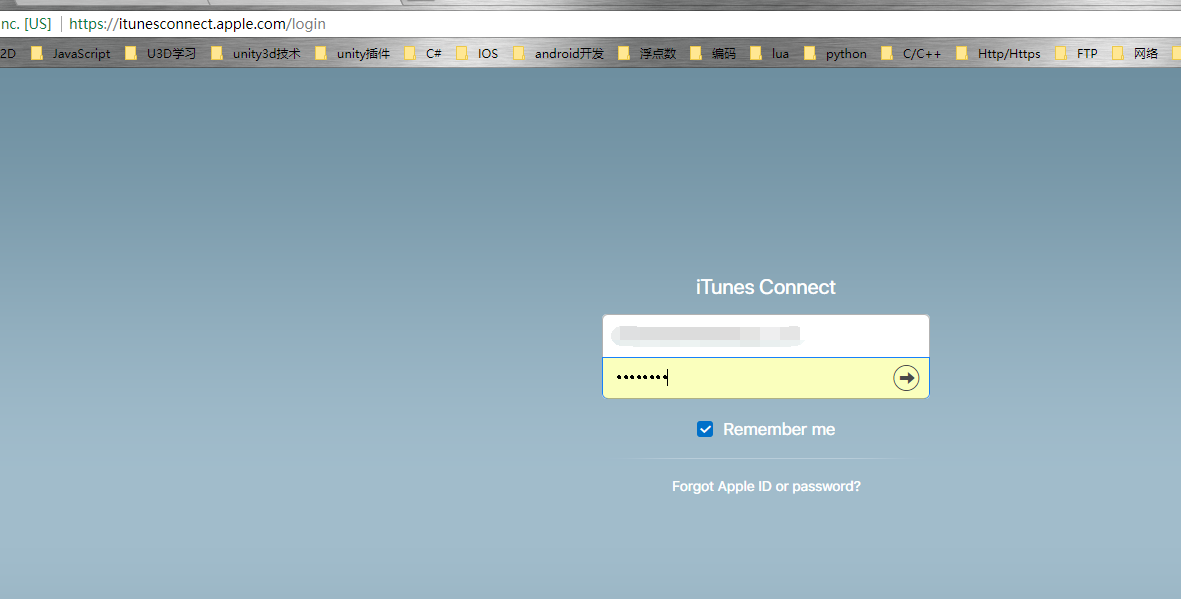 nc. [US] | https://itunesconnect.apple.com/login
2D JavaScript U3D学习 unity3d技术 unity插件 C# IOS android开发 浮点数 编码 lua python C/C++ Http/Https FTP 网络
iTunes Connect
••••••••
Remember me
Forgot Apple ID or password?